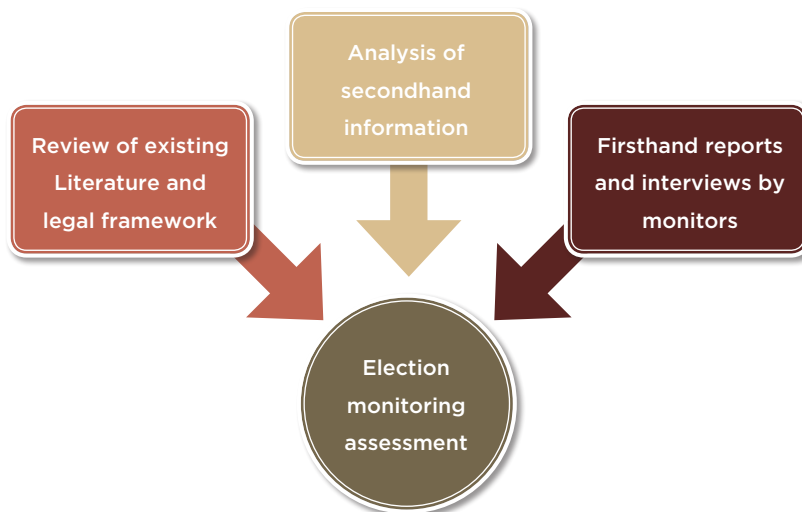 Analysis of
secondhand
information
Review of existing
Literature and
legal framework
Firsthand reports
and interviews by
monitors
Election
monitoring
assessment